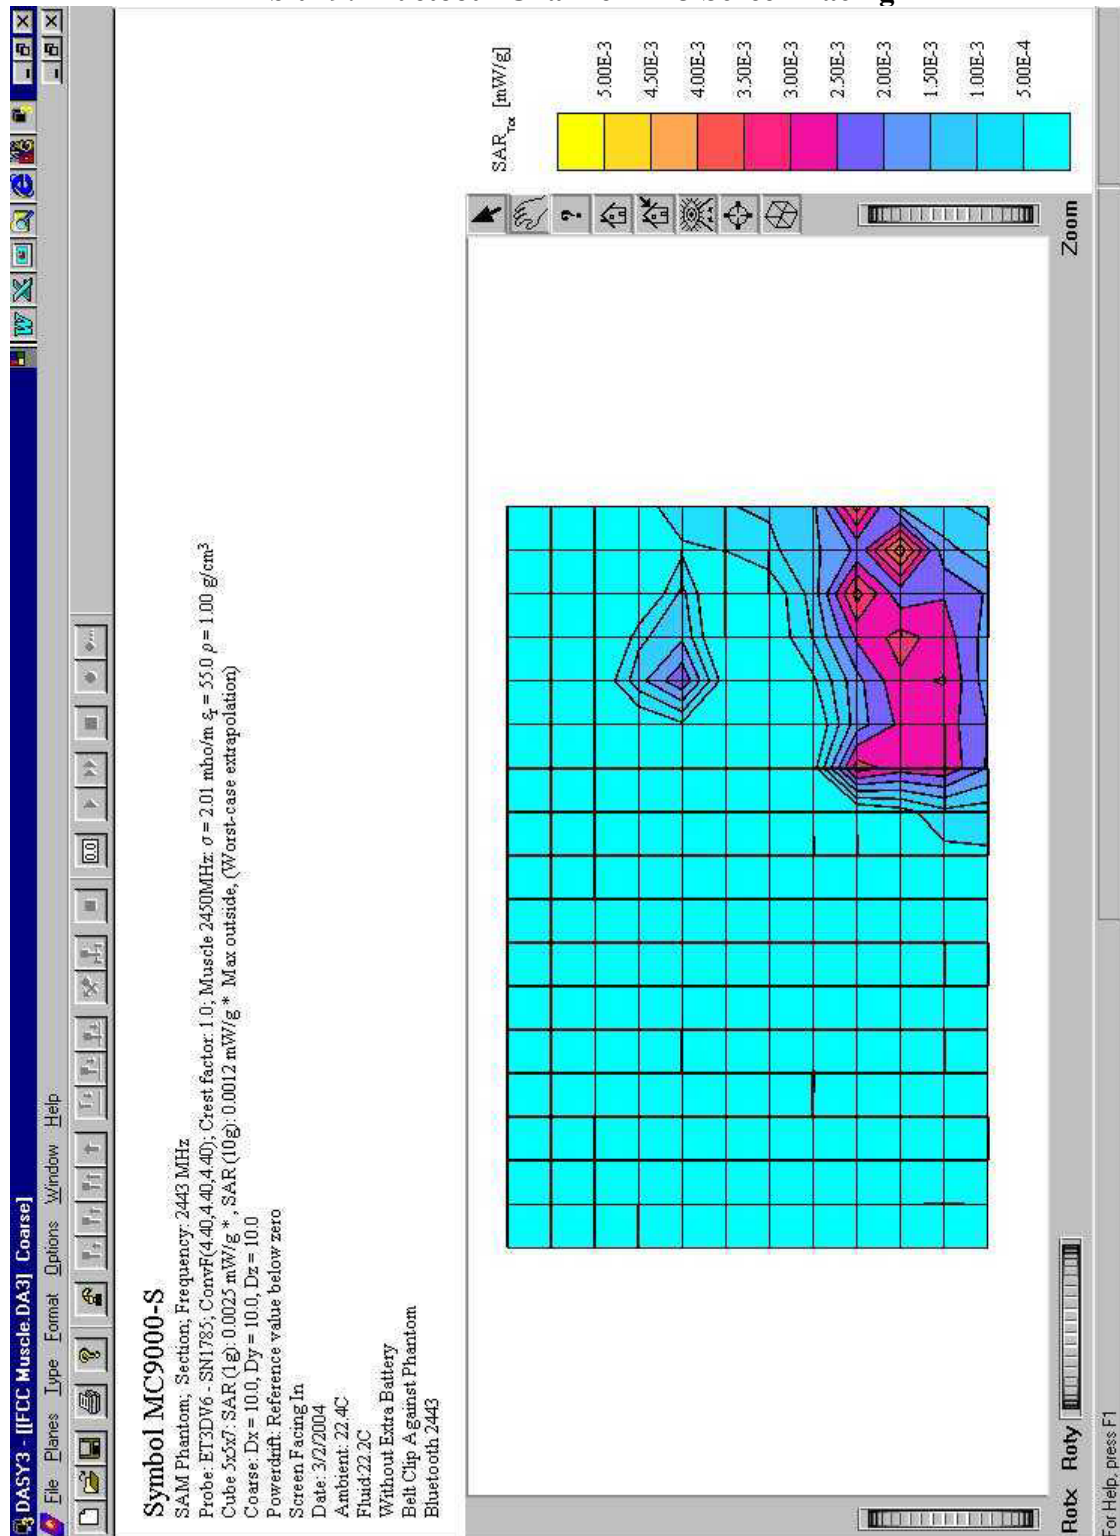 DASY3 - [[FCC Muscle.DA3] Coarse]
File Planes Type Format Options Window Help
Symbol MC9000-S
SAM Phantom; Section; Frequency: 2443 MHz
Probe: ET3DV6 - SN1785; ConvF(4.40,4.40,4.40); Crest factor: 1.0; Muscle 2450MHz: σ = 2.01 mho/m εr = 55.0 ρ = 1.00 g/cm3
Cube 5x5x7: SAR (1g): 0.0025 mW/g *, SAR (10g): 0.0012 mW/g * Max outside, (Worst-case extrapolation)
Coarse: Dx = 10.0, Dy = 10.0, Dz = 10.0
Powerdrift: Reference value below zero
Screen Facing In
Date: 3/2/2004
Ambient: 22.4C
Fluid:22.2C
Without Extra Battery
Belt Clip Against Phantom
Bluetooth 2443
SARTot [mW/g]
5.00E-3
4.50E-3
4.00E-3
3.50E-3
3.00E-3
2.50E-3
2.00E-3
1.50E-3
1.00E-3
5.00E-4
Rotx Roty Zoom
For Help, press F1